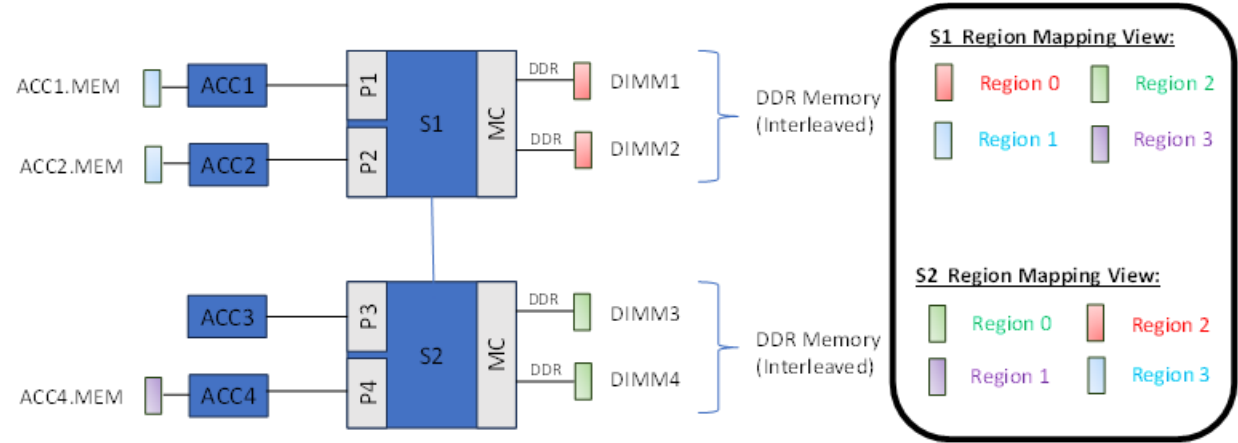 ACC1.MEM
ACC1
P1
S1
MC
DDR
DIMM1
ACC2.MEM
ACC2
P2
DDR
DIMM2
DDR Memory
(Interleaved)
ACC3
P3
S2
MC
DDR
DIMM3
ACC4.MEM
ACC4
P4
DDR
DIMM4
DDR Memory
(Interleaved)
S1 Region Mapping View:
Region 0
Region 2
Region 1
Region 3
S2 Region Mapping View:
Region 0
Region 2
Region 1
Region 3